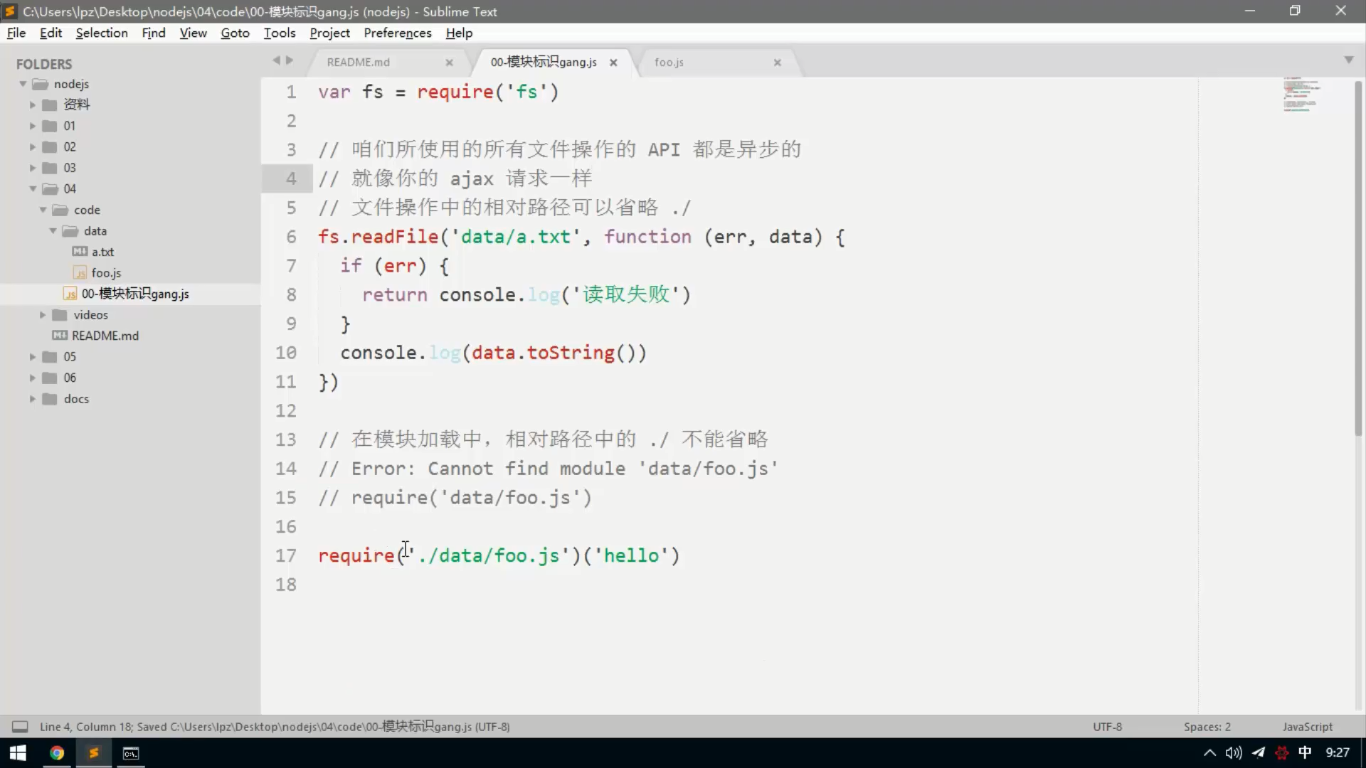 C:\Users\lpz\Desktop\nodejs\04\code\00-模块标识gang.js (nodejs) - Sublime Text
File Edit Selection Find View Goto Tools Project Preferences Help
FOLDERS
nodejs
资料
01
02
03
04
code
data
a.txt
foo.js
00-模块标识gang.js
videos
README.md
05
06
docs
README.md × 00-模块标识gang.js × foo.js ×
1 var fs = require('fs')
2
3 // 咱们所使用的所有文件操作的 API 都是异步的
4 // 就像你的 ajax 请求一样
5 // 文件操作中的相对路径可以省略 ./
6 fs.readFile('data/a.txt', function (err, data) {
7 if (err) {
8 return console.log('读取失败')
9 }
10 console.log(data.toString())
11 })
12
13 // 在模块加载中，相对路径中的 ./ 不能省略
14 // Error: Cannot find module 'data/foo.js'
15 // require('data/foo.js')
16
17 require('./data/foo.js')('hello')
18
Line 4, Column 18; Saved C:\Users\lpz\Desktop\nodejs\04\code\00-模块标识gang.js (UTF-8) UTF-8 Spaces: 2 JavaScript
中 9:27